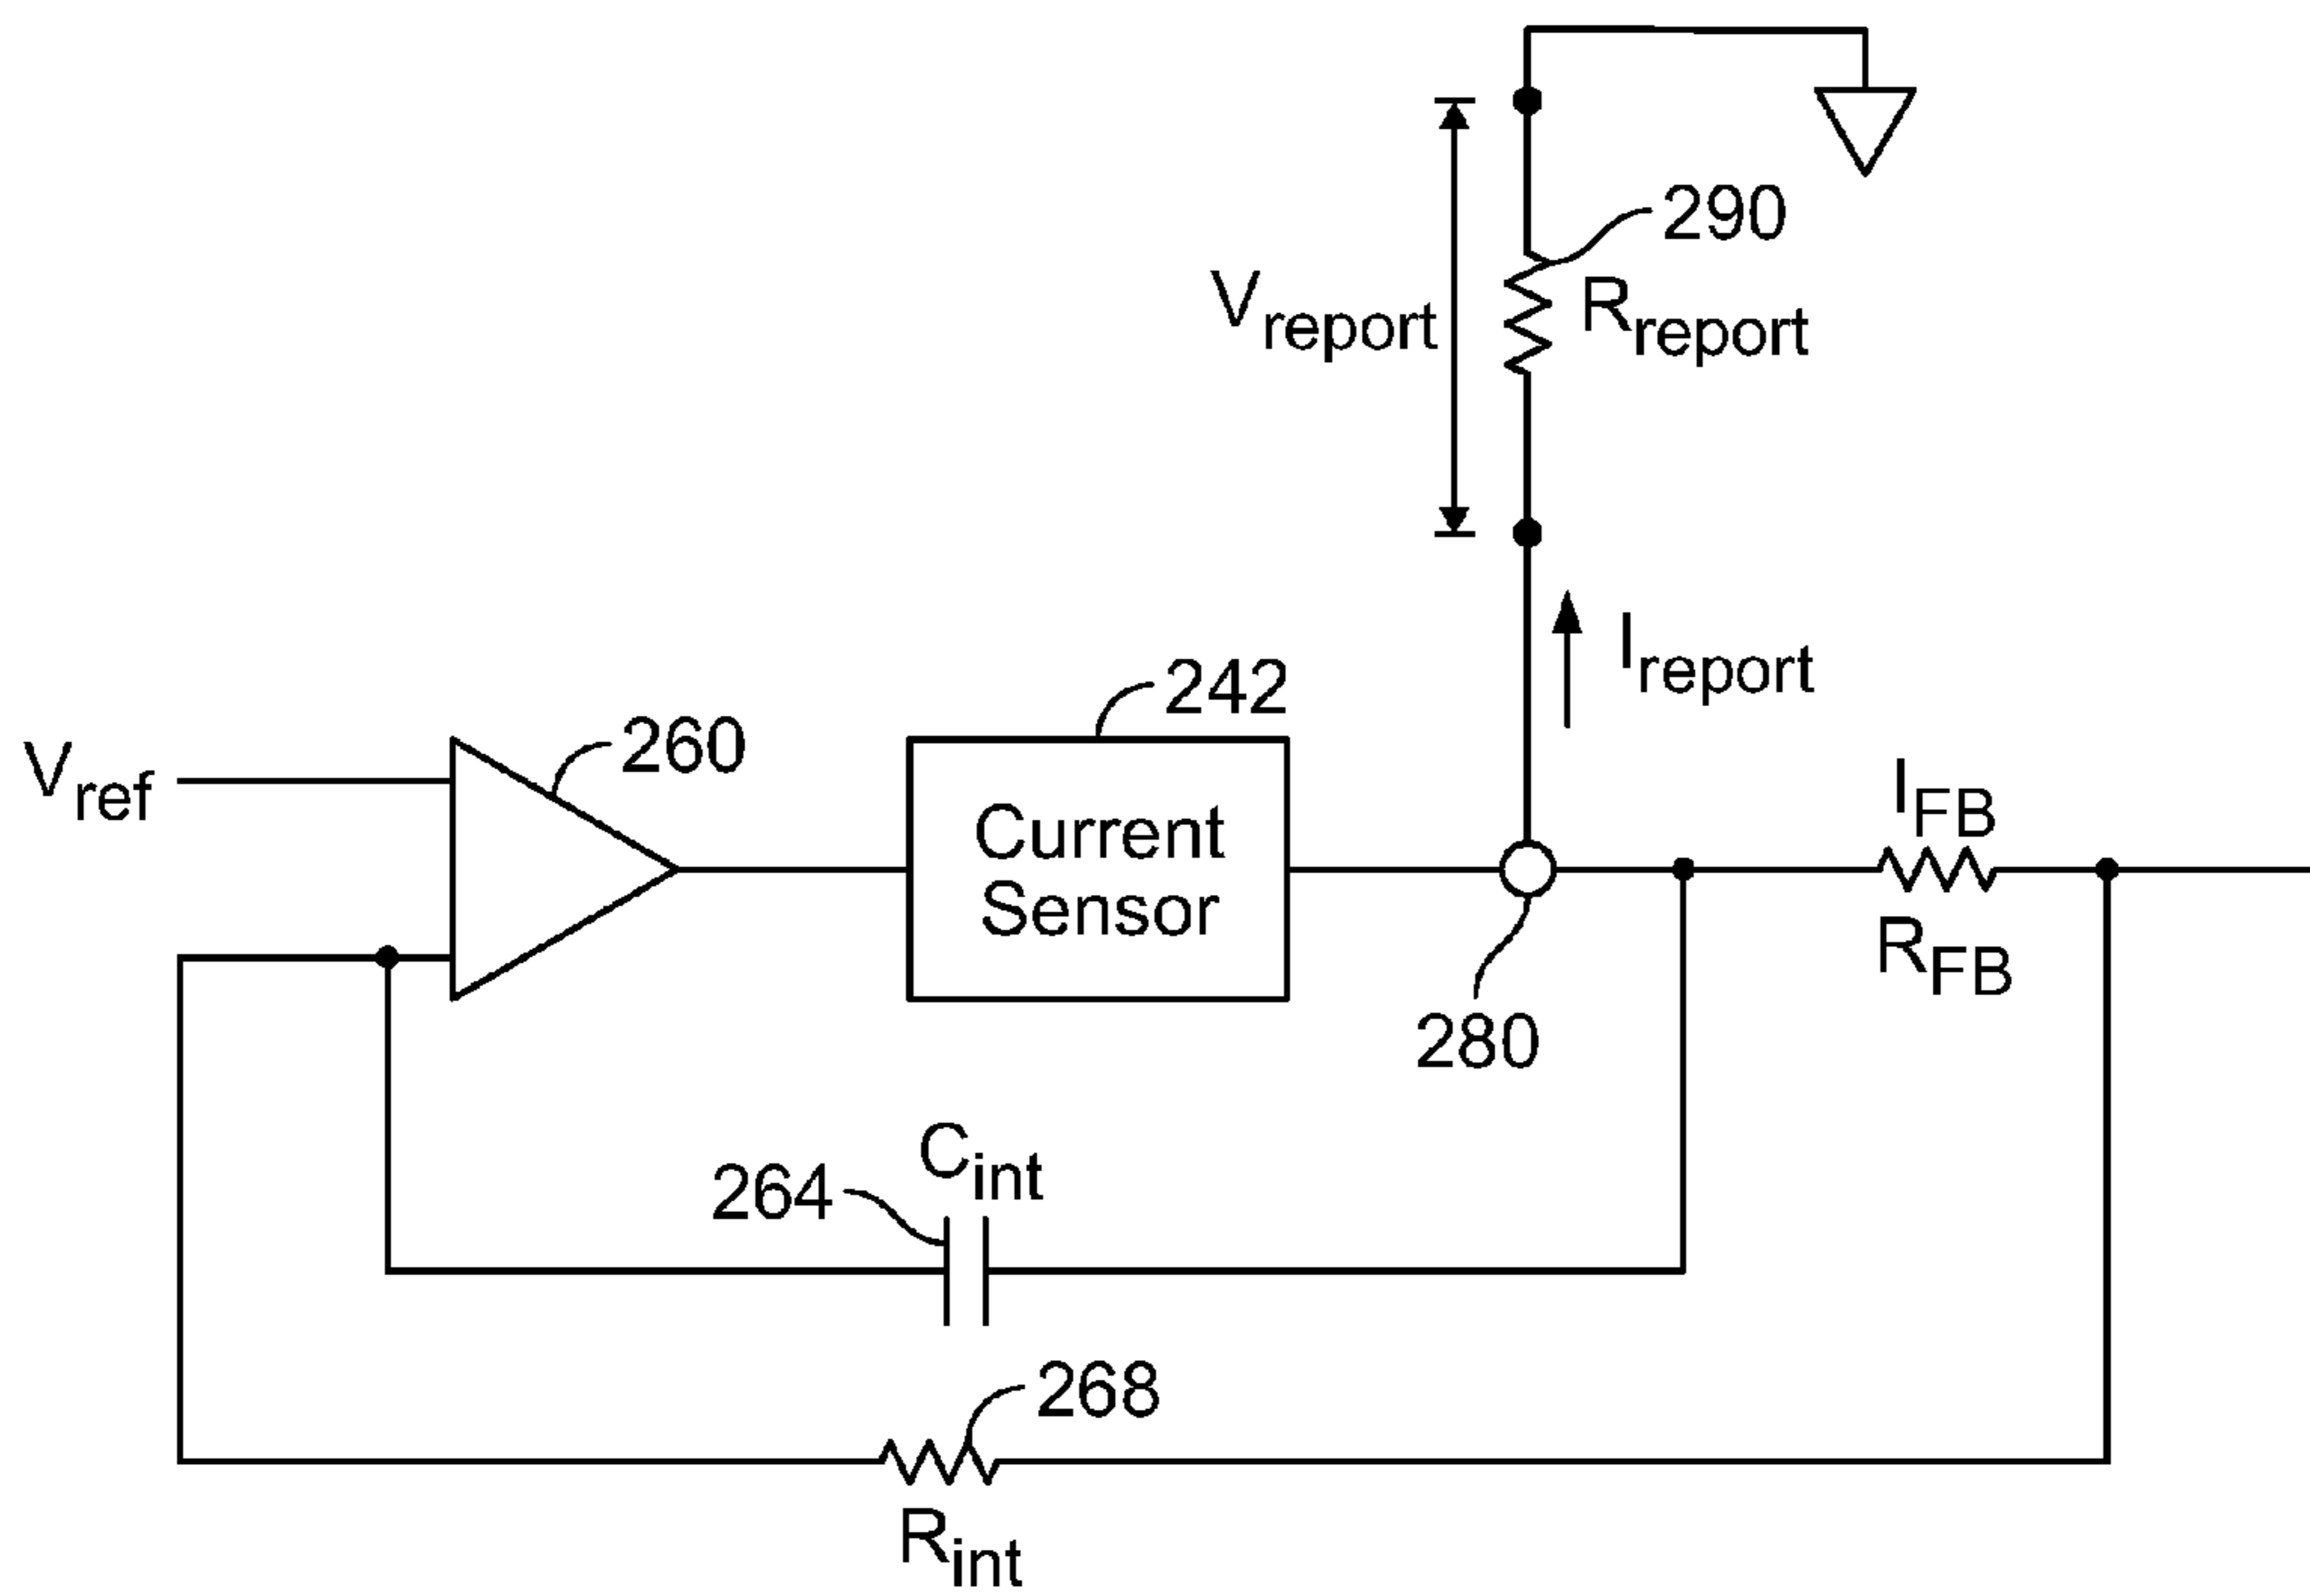 290
Vreport
Rreport
Ireport
242
260
Vref
Current
Sensor
IFB
RFB
280
Cint
264
268
Rint